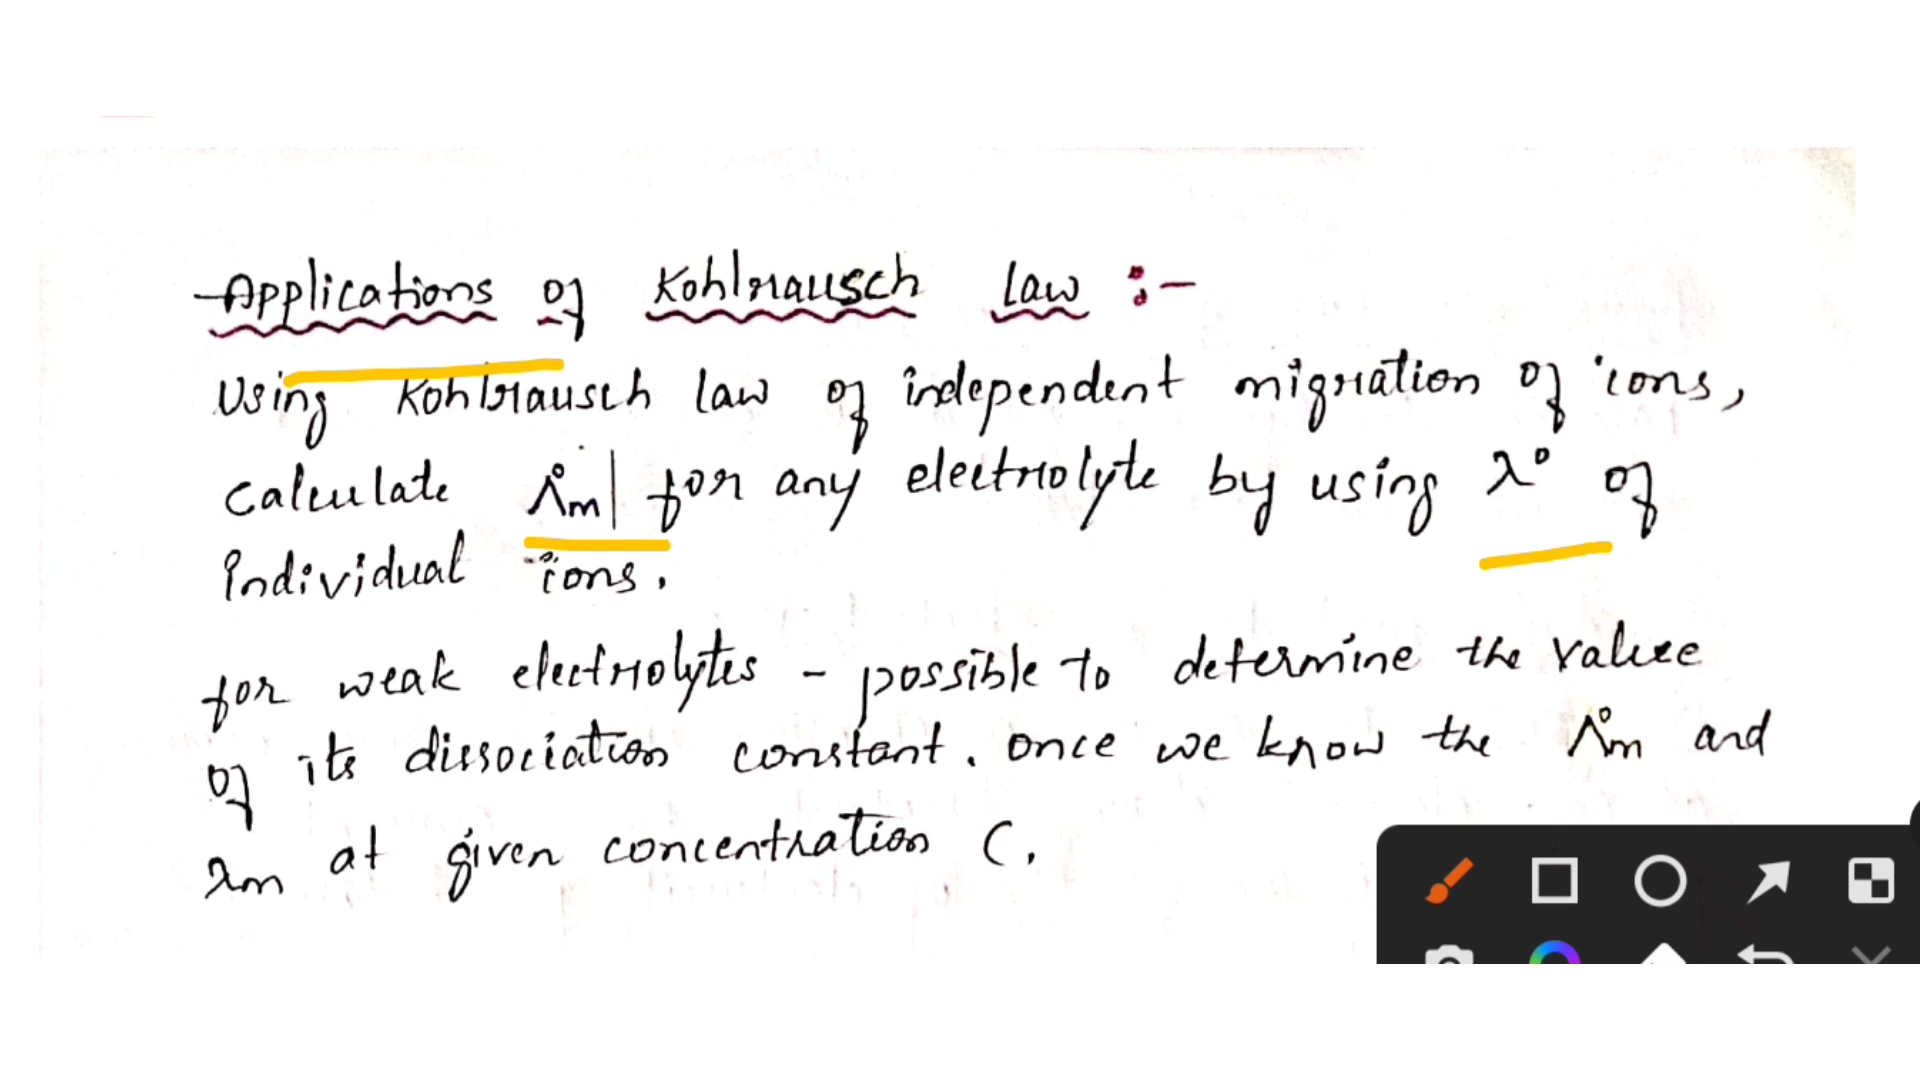 Applications of Kohlrausch law :-
Using Kohlrausch law of independent migration of ions,
calculate Λ°m for any electrolyte by using λ° of
individual ions.
for weak electrolytes - possible to determine the value
of its dissociation constant. once we know the Λ°m and
λm at given concentration C.